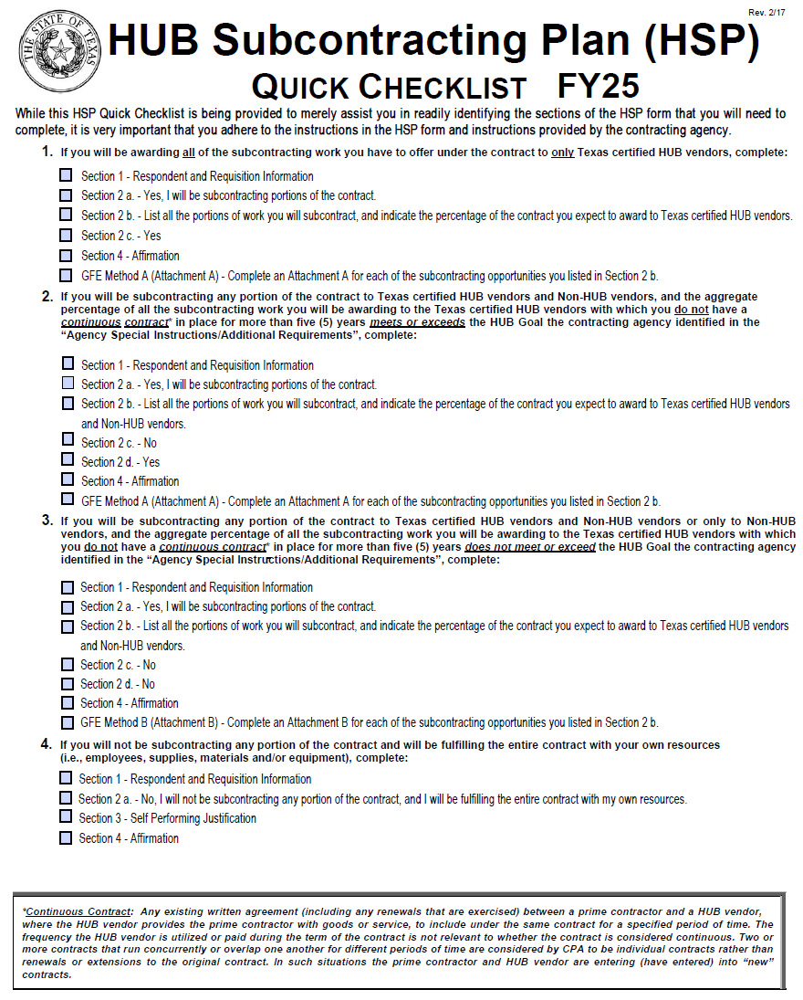 Rev. 2/17
THE STATE OF TEXAS
HUB Subcontracting Plan (HSP)
QUICK CHECKLIST FY25
While this HSP Quick Checklist is being provided to merely assist you in readily identifying the sections of the HSP form that you will need to
complete, it is very important that you adhere to the instructions in the HSP form and instructions provided by the contracting agency.
1. If you will be awarding all of the subcontracting work you have to offer under the contract to only Texas certified HUB vendors, complete:
Section 1 - Respondent and Requisition Information
Section 2 a. - Yes, I will be subcontracting portions of the contract.
Section 2 b. - List all the portions of work you will subcontract, and indicate the percentage of the contract you expect to award to Texas certified HUB vendors.
Section 2 c. - Yes
Section 4 - Affirmation
GFE Method A (Attachment A) - Complete an Attachment A for each of the subcontracting opportunities you listed in Section 2 b.
2. If you will be subcontracting any portion of the contract to Texas certified HUB vendors and Non-HUB vendors, and the aggregate
percentage of all the subcontracting work you will be awarding to the Texas certified HUB vendors with which you do not have a
continuous contract* in place for more than five (5) years meets or exceeds the HUB Goal the contracting agency identified in the
“Agency Special Instructions/Additional Requirements”, complete:
Section 1 - Respondent and Requisition Information
Section 2 a. - Yes, I will be subcontracting portions of the contract.
Section 2 b. - List all the portions of work you will subcontract, and indicate the percentage of the contract you expect to award to Texas certified HUB vendors
and Non-HUB vendors.
Section 2 c. - No
Section 2 d. - Yes
Section 4 - Affirmation
GFE Method A (Attachment A) - Complete an Attachment A for each of the subcontracting opportunities you listed in Section 2 b.
3. If you will be subcontracting any portion of the contract to Texas certified HUB vendors and Non-HUB vendors or only to Non-HUB
vendors, and the aggregate percentage of all the subcontracting work you will be awarding to the Texas certified HUB vendors with which
you do not have a continuous contract* in place for more than five (5) years does not meet or exceed the HUB Goal the contracting agency
identified in the “Agency Special Instructions/Additional Requirements”, complete:
Section 1 - Respondent and Requisition Information
Section 2 a. - Yes, I will be subcontracting portions of the contract.
Section 2 b. - List all the portions of work you will subcontract, and indicate the percentage of the contract you expect to award to Texas certified HUB vendors
and Non-HUB vendors.
Section 2 c. - No
Section 2 d. - No
Section 4 - Affirmation
GFE Method B (Attachment B) - Complete an Attachment B for each of the subcontracting opportunities you listed in Section 2 b.
4. If you will not be subcontracting any portion of the contract and will be fulfilling the entire contract with your own resources
(i.e., employees, supplies, materials and/or equipment), complete:
Section 1 - Respondent and Requisition Information
Section 2 a. - No, I will not be subcontracting any portion of the contract, and I will be fulfilling the entire contract with my own resources.
Section 3 - Self Performing Justification
Section 4 - Affirmation
*Continuous Contract: Any existing written agreement (including any renewals that are exercised) between a prime contractor and a HUB vendor,
where the HUB vendor provides the prime contractor with goods or service, to include under the same contract for a specified period of time. The
frequency the HUB vendor is utilized or paid during the term of the contract is not relevant to whether the contract is considered continuous. Two or
more contracts that run concurrently or overlap one another for different periods of time are considered by CPA to be individual contracts rather than
renewals or extensions to the original contract. In such situations the prime contractor and HUB vendor are entering (have entered) into “new”
contracts.